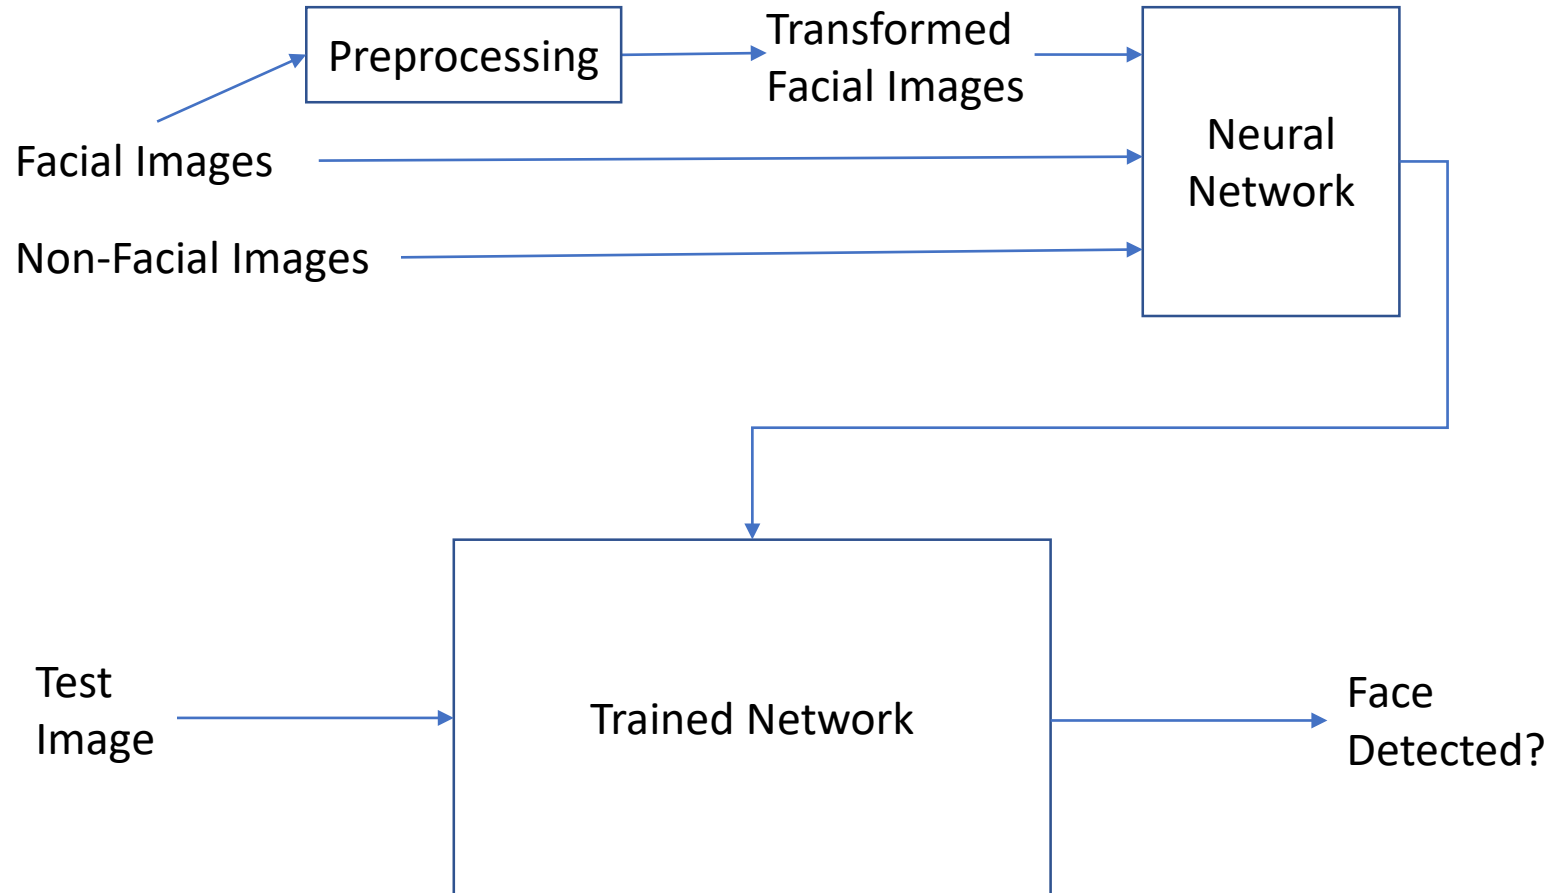 Preprocessing
Transformed
Facial Images
Neural
Network
Facial Images
Non-Facial Images
Test
Image
Trained Network
Face
Detected?